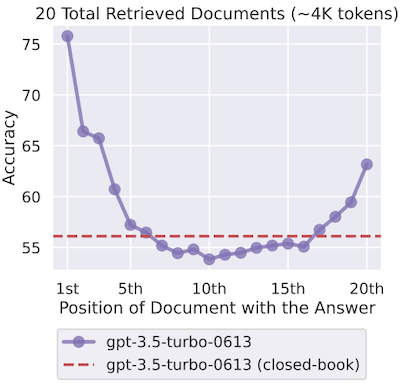 20 Total Retrieved Documents (~4K tokens)
75
70
65
60
55
Accuracy
1st 5th 10th 15th 20th
Position of Document with the Answer
gpt-3.5-turbo-0613
gpt-3.5-turbo-0613 (closed-book)